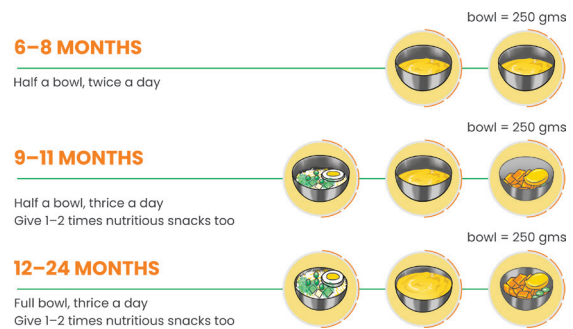 bowl = 250 gms
6–8 MONTHS
Half a bowl, twice a day
bowl = 250 gms
9–11 MONTHS
Half a bowl, thrice a day
Give 1–2 times nutritious snacks too
bowl = 250 gms
12–24 MONTHS
Full bowl, thrice a day
Give 1–2 times nutritious snacks too